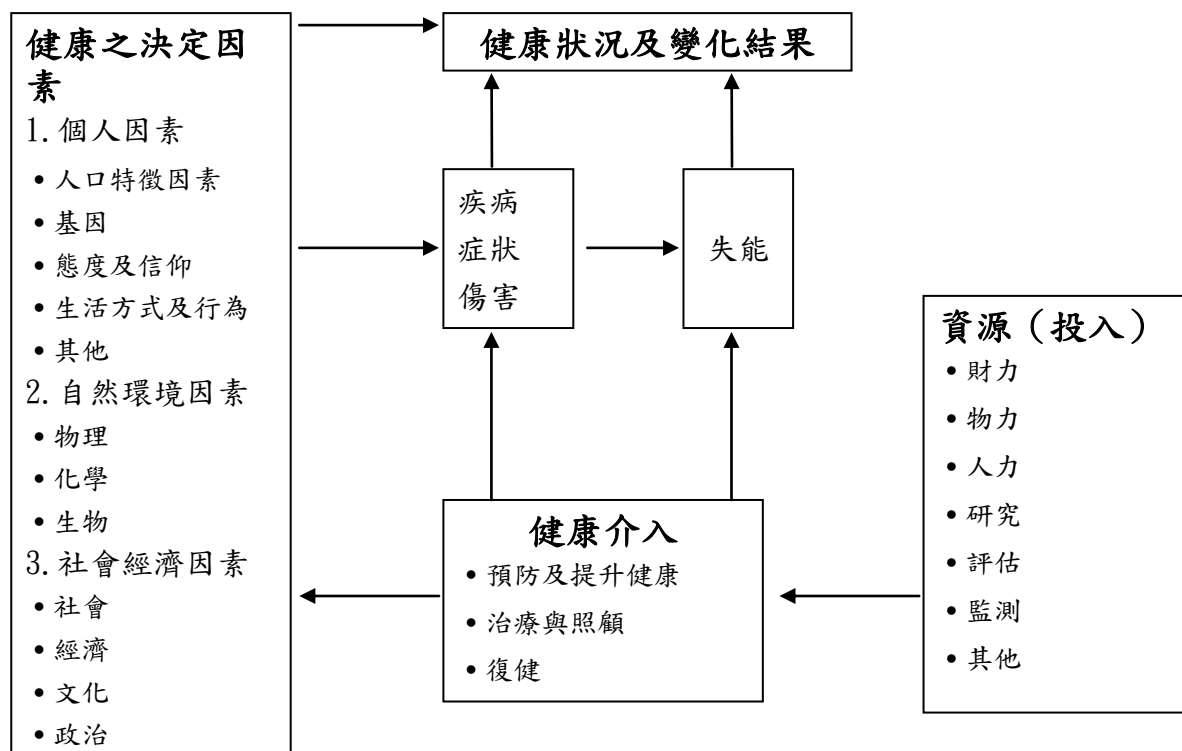 健康之決定因
素
1.個人因素
•人口特徵因素
•基因
•態度及信仰
•生活方式及行為
•其他
2.自然環境因素
•物理
•化學
•生物
3.社會經濟因素
•社會
•經濟
•文化
•政治
健康狀況及變化結果
疾病
症狀
傷害
失能
健康介入
•預防及提升健康
•治療與照顧
•復健
資源（投入）
•財力
•物力
•人力
•研究
•評估
•監測
•其他